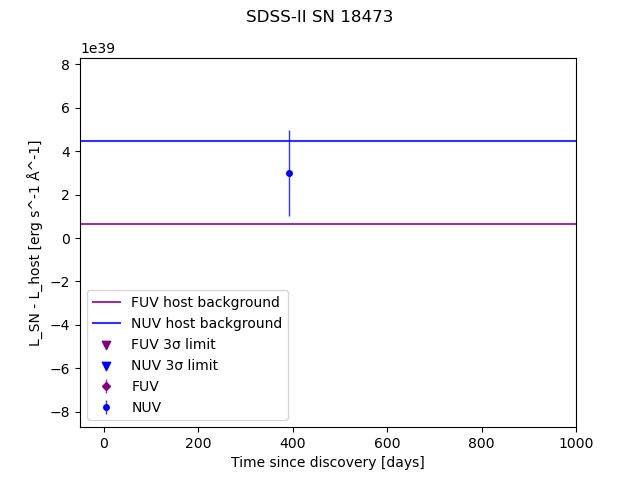 SDSS-II SN 18473
1e39
8
6
4
2
0
−2
−4
−6
−8
L_SN - L_host [erg s^-1 Å^-1]
FUV host background
NUV host background
FUV 3σ limit
NUV 3σ limit
FUV
NUV
0 200 400 600 800 1000
Time since discovery [days]